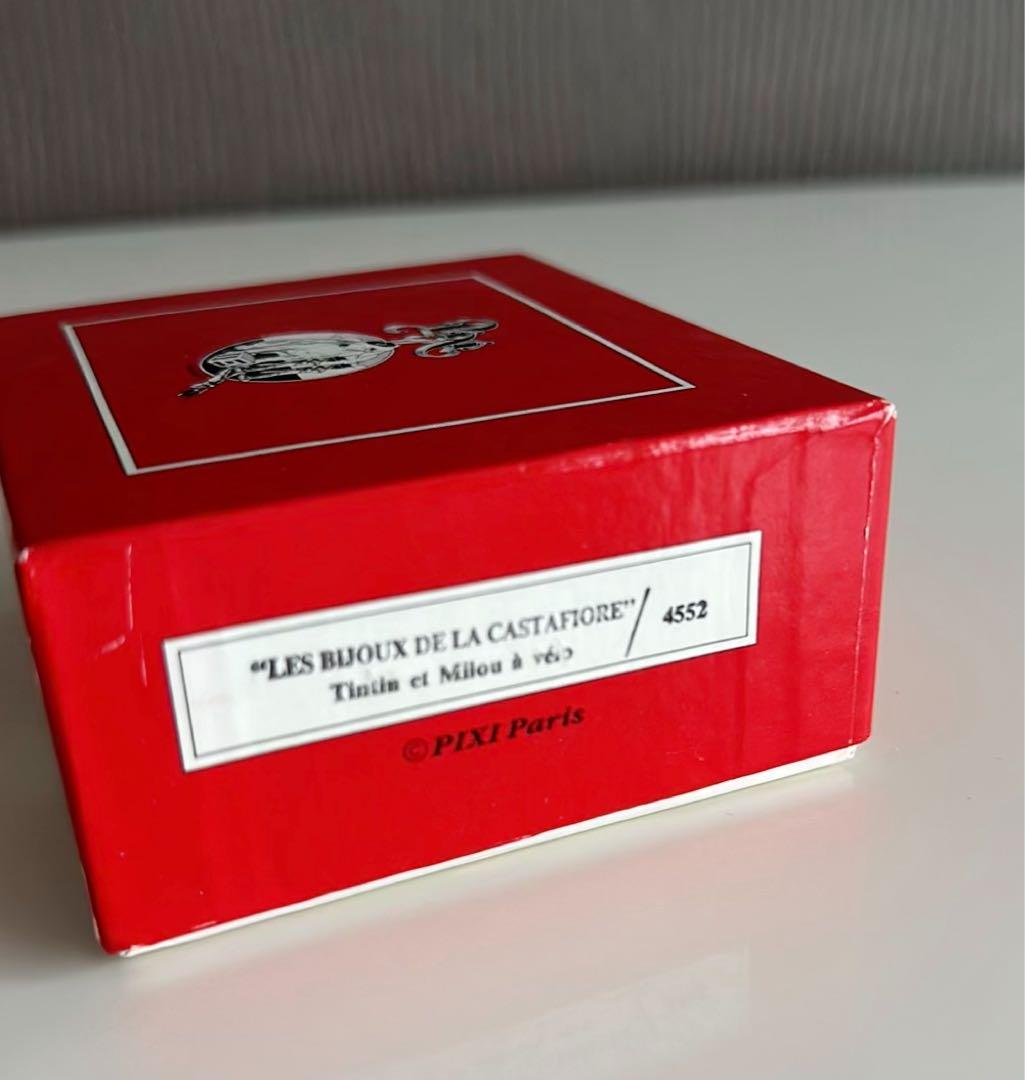 “LES BIJOUX DE LA CASTAFIORE” / 4552
Tintin et Milou à vélo
© PIXI Paris